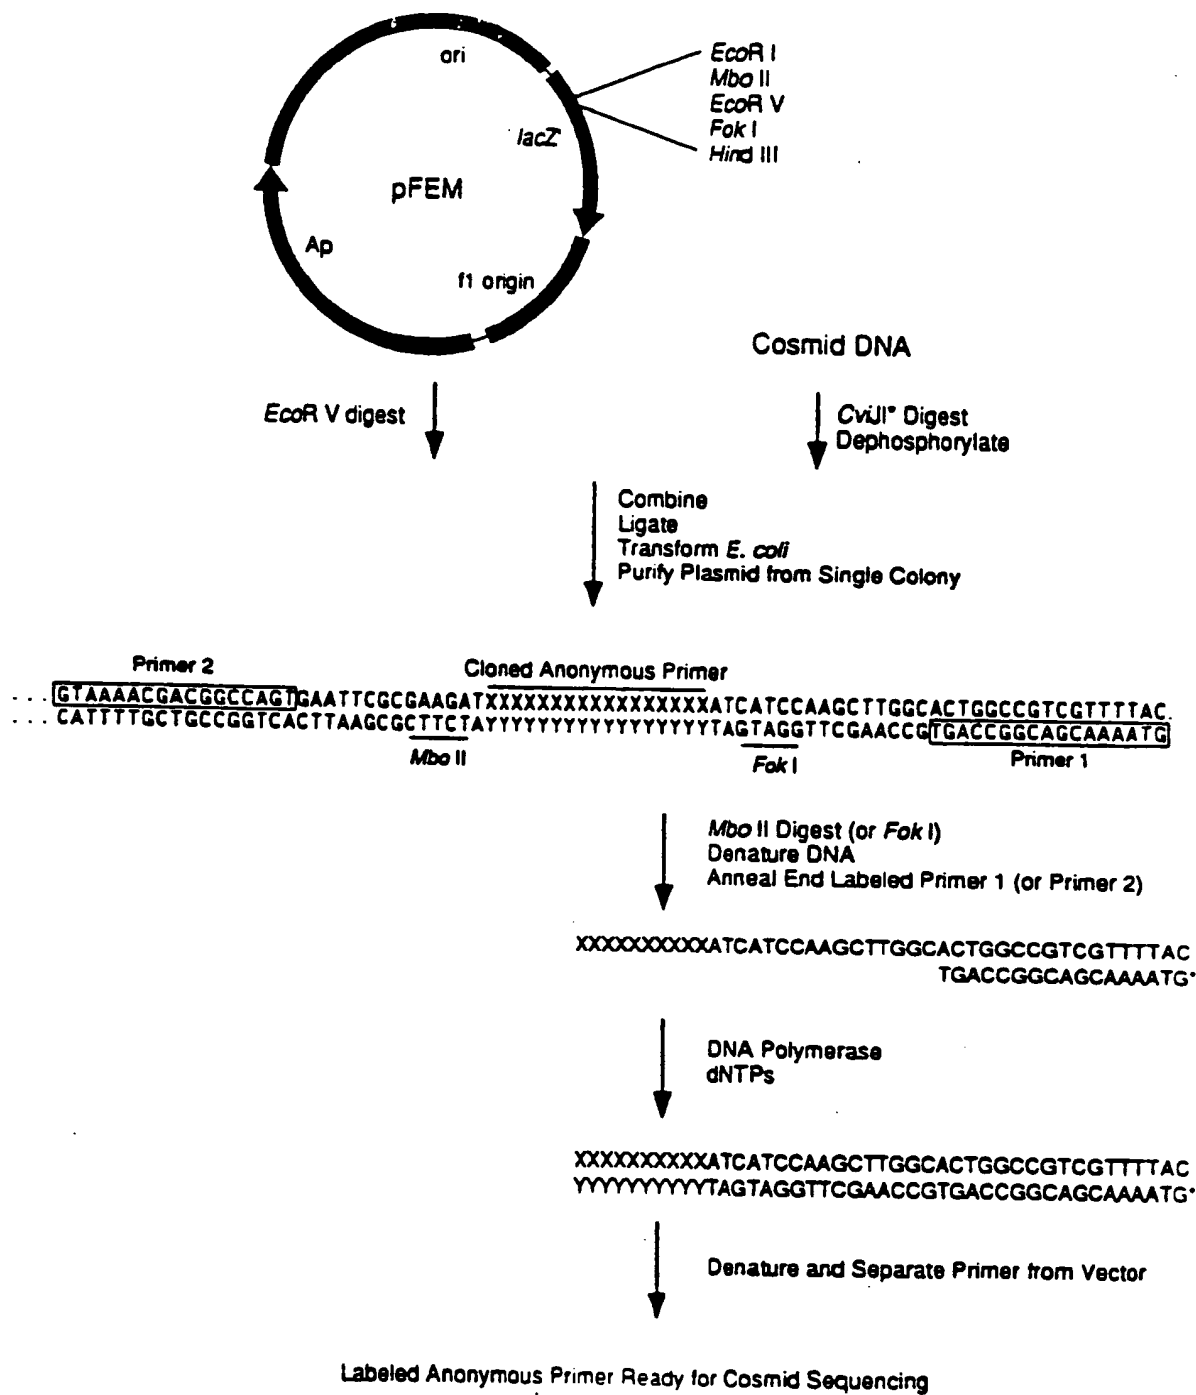 ori
EcoR I
Mbo II
EcoR V
Fok I
Hind III
lacZ'
pFEM
Ap
f1 origin
Cosmid DNA
EcoR V digest
CviJI* Digest
Dephosphorylate
Combine
Ligate
Transform E. coli
Purify Plasmid from Single Colony
Primer 2
Cloned Anonymous Primer
. . . GTAAAACGACGGCCAGTGAATTCGCGAAGATXXXXXXXXXXXXXXXXXXATCATCCAAGCTTGGCACTGGCCGTCGTTTTAC.
. . . CATTTTGCTGCCGGTCACTTAAGCGCTTCTAYYYYYYYYYYYYYYYYYYTAGTAGGTTCGAACCGTGACCGGCAGCAAAATG
Mbo II
Fok I
Primer 1
Mbo II Digest (or Fok I)
Denature DNA
Anneal End Labeled Primer 1 (or Primer 2)
XXXXXXXXXXATCATCCAAGCTTGGCACTGGCCGTCGTTTTAC
TGACCGGCAGCAAAATG*
DNA Polymerase
dNTPs
XXXXXXXXXXATCATCCAAGCTTGGCACTGGCCGTCGTTTTAC
YYYYYYYYYYTAGTAGGTTCGAACCGTGACCGGCAGCAAAATG*
Denature and Separate Primer from Vector
Labeled Anonymous Primer Ready for Cosmid Sequencing